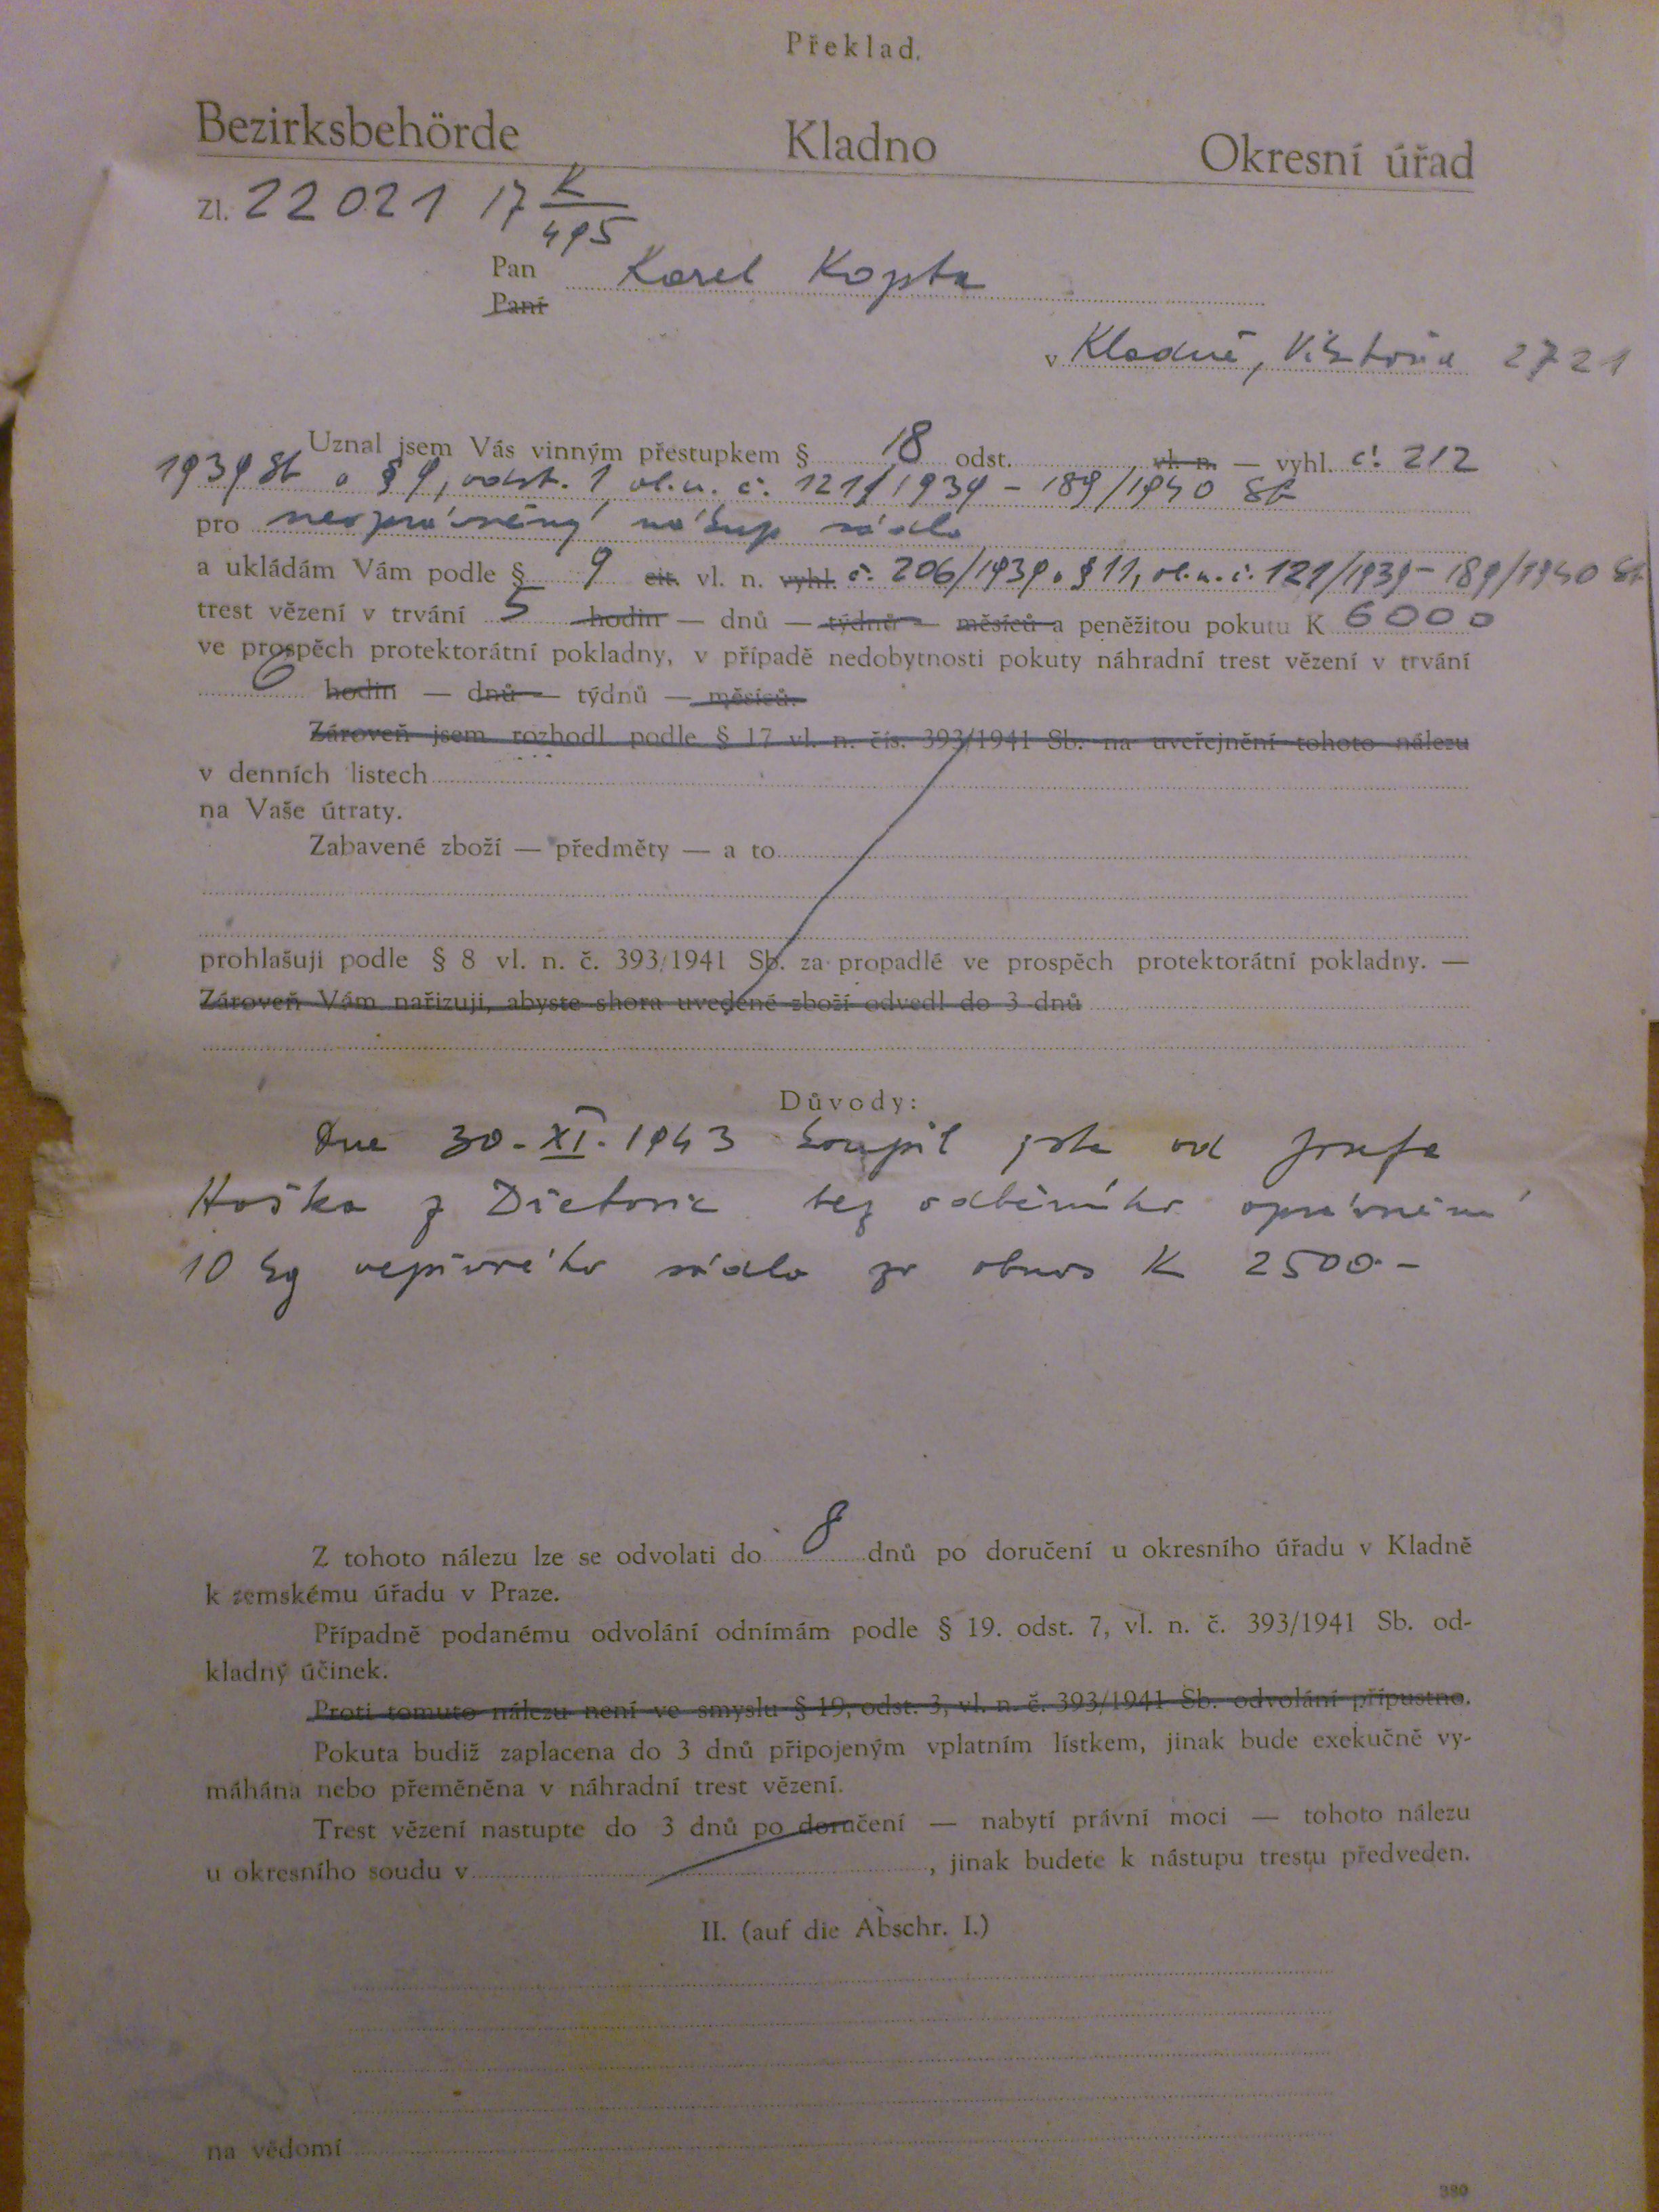 Překlad.
Bezirksbehörde Kladno Okresní úřad
Zl. 22021 17 K/495
Pan Karel Kopta
Paní
v Kladně, Viktoria 2721
Uznal jsem Vás vinným přestupkem § 18 odst. vl. n. — vyhl. č. 212
1939 Sb a § 9, odst. 1 vl. n. č. 121/1939 – 189/1940 Sb
pro neoprávněný nákup sádla
a ukládám Vám podle § 9 cit. vl. n. vyhl. č. 206/1939 a § 11, vl. n. č. 121/1939 – 189/1940 Sb
trest vězení v trvání 5 hodin — dnů — týdnů — měsíců a peněžitou pokutu K 6000
ve prospěch protektorátní pokladny, v případě nedobytnosti pokuty náhradní trest vězení v trvání
6 hodin — dnů — týdnů — měsíců.
Zároveň jsem rozhodl podle § 17 vl. n. čís. 393/1941 Sb. na uveřejnění tohoto nálezu
v denních listech
na Vaše útraty.
Zabavené zboží — předměty — a to
prohlašuji podle § 8 vl. n. č. 393/1941 Sb. za propadlé ve prospěch protektorátní pokladny. —
Zároveň Vám nařizuji, abyste shora uvedené zboží odvedl do 3 dnů
Důvody:
Dne 30.XI.1943 koupil jste od Josefa
Haška z Dřetovic bez odběrního oprávnění
10 kg vepřového sádla za obnos K 2500.–
Z tohoto nálezu lze se odvolati do 8 dnů po doručení u okresního úřadu v Kladně
k zemskému úřadu v Praze.
Případně podanému odvolání odnímám podle § 19. odst. 7, vl. n. č. 393/1941 Sb. od-
kladný účinek.
Proti tomuto nálezu není ve smyslu § 19, odst. 3, vl. n. č. 393/1941 Sb. odvolání přípustno.
Pokuta budiž zaplacena do 3 dnů připojeným vplatním lístkem, jinak bude exekučně vy-
máhána nebo přeměněna v náhradní trest vězení.
Trest vězení nastupte do 3 dnů po doručení — nabytí právní moci — tohoto nálezu
u okresního soudu v , jinak budete k nástupu trestu předveden.
II. (auf die Abschr. I.)
na vědomí
380